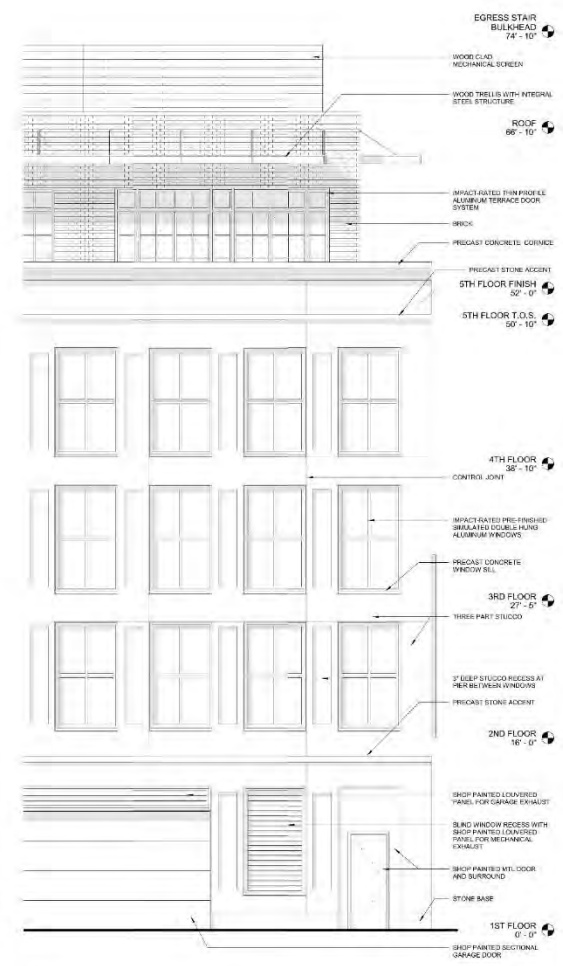 EGRESS STAIR
BULKHEAD
74' - 10"
WOOD CLAD
MECHANICAL SCREEN
WOOD TRELLIS WITH INTEGRAL
STEEL STRUCTURE
ROOF
66' - 10"
IMPACT-RATED THIN PROFILE
ALUMINUM TERRACE DOOR
SYSTEM
BRICK
PRECAST CONCRETE CORNICE
PRECAST STONE ACCENT
5TH FLOOR FINISH
52' - 0"
5TH FLOOR T.O.S.
50' - 10"
4TH FLOOR
38' - 10"
CONTROL JOINT
IMPACT-RATED PRE-FINISHED
SIMULATED DOUBLE HUNG
ALUMINUM WINDOWS
PRECAST CONCRETE
WINDOW SILL
3RD FLOOR
27' - 5"
THREE PART STUCCO
3" DEEP STUCCO RECESS AT
PIER BETWEEN WINDOWS
PRECAST STONE ACCENT
2ND FLOOR
16' - 0"
SHOP PAINTED LOUVERED
PANEL FOR GARAGE EXHAUST
BLIND WINDOW RECESS WITH
SHOP PAINTED LOUVERED
PANEL FOR MECHANICAL
EXHAUST
SHOP PAINTED MTL DOOR
AND SURROUND
STONE BASE
1ST FLOOR
0' - 0"
SHOP PAINTED SECTIONAL
GARAGE DOOR